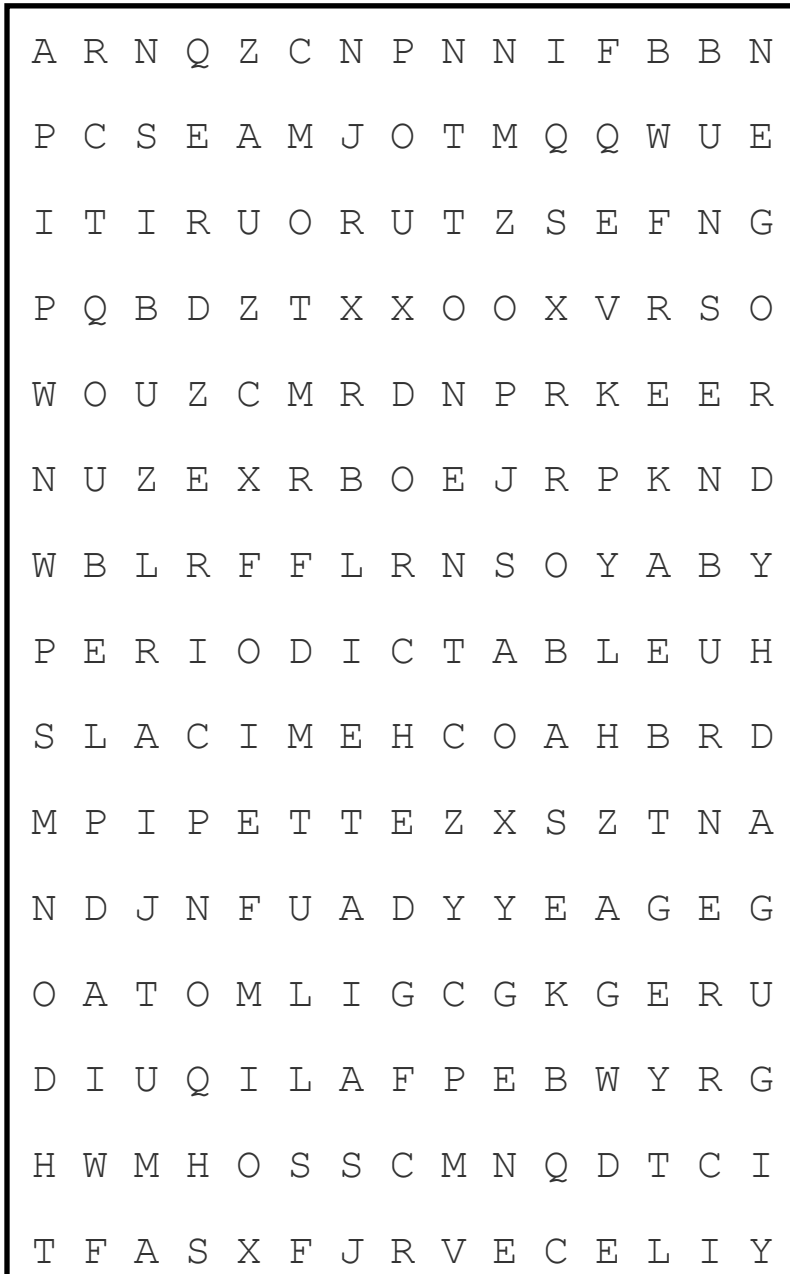 A R N Q Z C N P N N I F B B N
P C S E A M J O T M Q Q W U E
I T I R U O R U T Z S E F N G
P Q B D Z T X X O O X V R S O
W O U Z C M R D N P R K E E R
N U Z E X R B O E J R P K N D
W B L R F F L R N S O Y A B Y
P E R I O D I C T A B L E U H
S L A C I M E H C O A H B R D
M P I P E T T E Z X S Z T N A
N D J N F U A D Y Y E A G E G
O A T O M L I G C G K G E R U
D I U Q I L A F P E B W Y R G
H W M H O S S C M N Q D T C I
T F A S X F J R V E C E L I Y